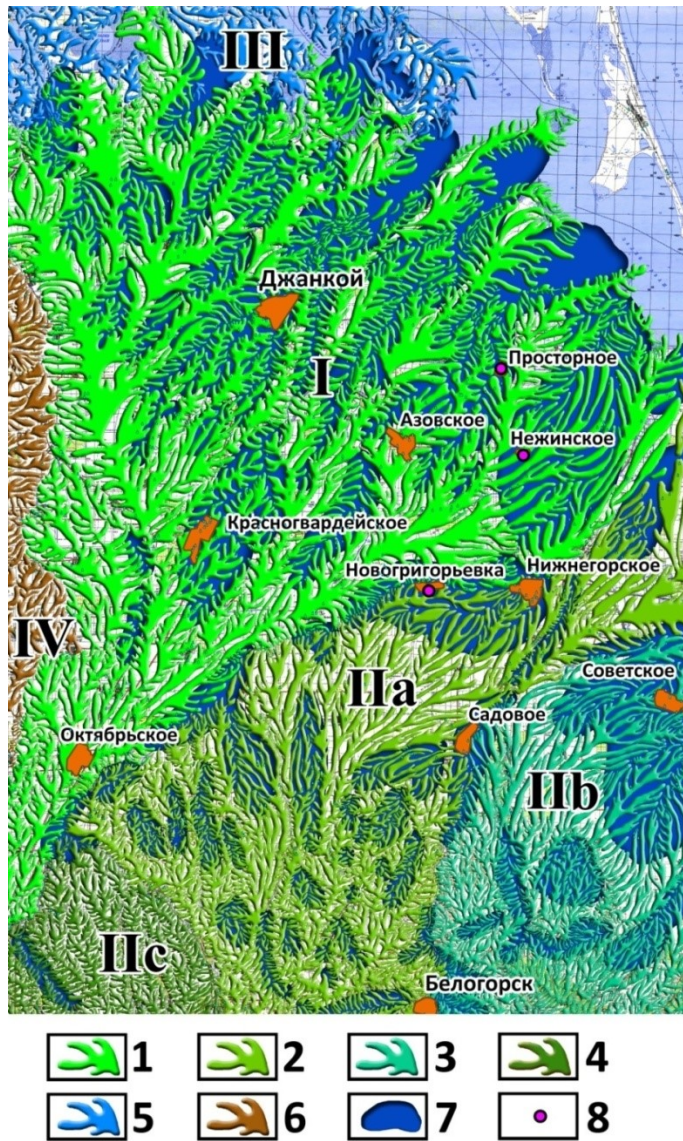 III
Джанкой
I
Просторное
Азовское
Нежинское
Красногвардейское
Новогригорьевка
Нижнегорское
IV
IIa
Советское
Садовое
Октябрьское
IIb
IIc
Белогорск
1 2 3 4
5 6 7 8